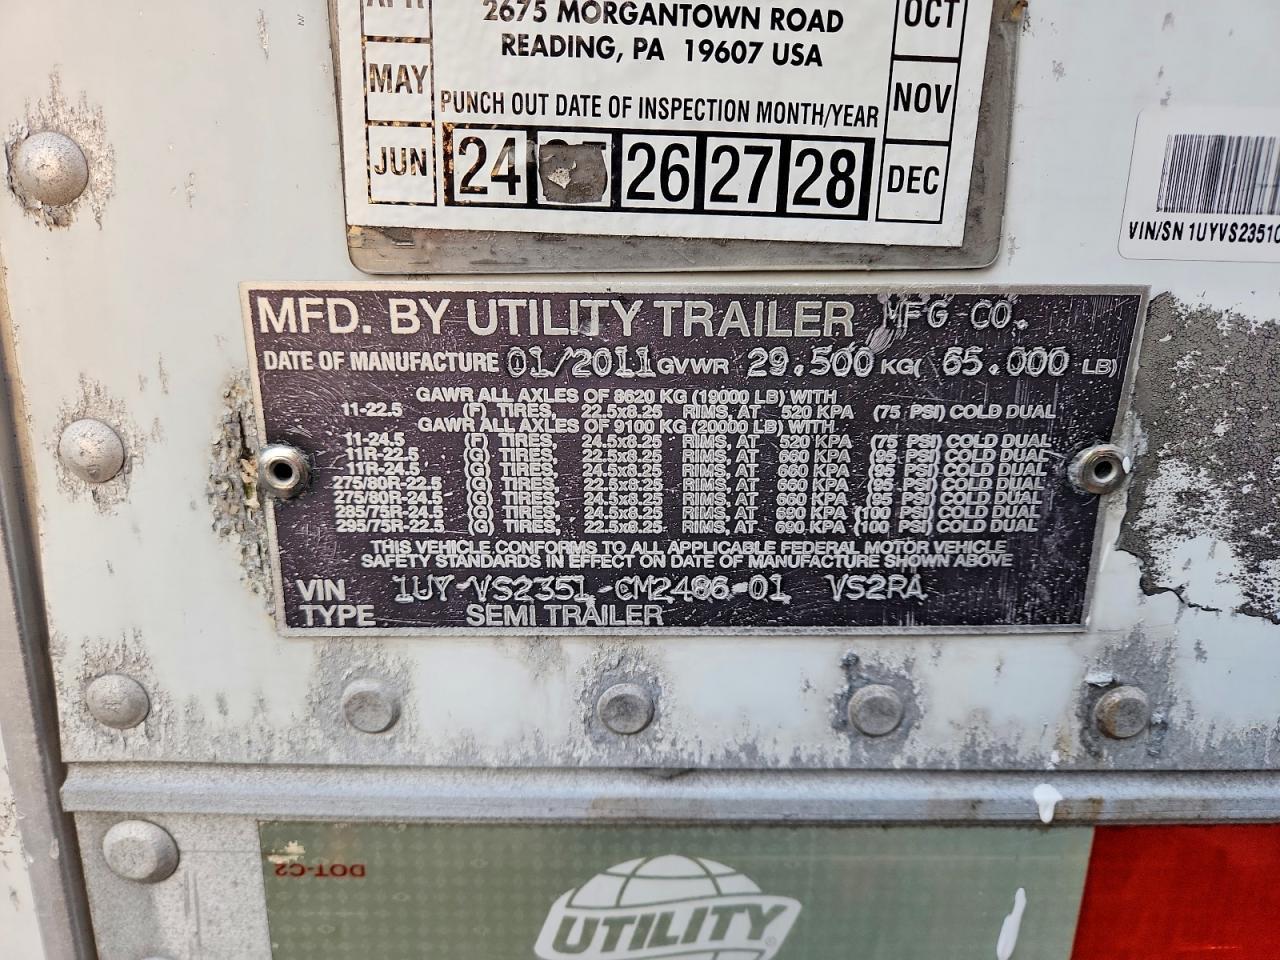 2675 MORGANTOWN ROAD
READING, PA 19607 USA
OCT
MAY
NOV
PUNCH OUT DATE OF INSPECTION MONTH/YEAR
JUN
24 26 27 28
DEC
VIN/SN 1UYVS2351C
MFD. BY UTILITY TRAILER MFG CO.
DATE OF MANUFACTURE 01/2011 GVWR 29.500 KG( 65.000 LB)
GAWR ALL AXLES OF 8620 KG (19000 LB) WITH
11-22.5 (F) TIRES, 22.5x8.25 RIMS, AT 520 KPA (75 PSI) COLD DUAL
GAWR ALL AXLES OF 9100 KG (20000 LB) WITH
11-24.5 (F) TIRES, 24.5x8.25 RIMS, AT 520 KPA (75 PSI) COLD DUAL
11R-22.5 (G) TIRES, 22.5x8.25 RIMS, AT 660 KPA (95 PSI) COLD DUAL
11R-24.5 (G) TIRES, 24.5x8.25 RIMS, AT 660 KPA (95 PSI) COLD DUAL
275/80R-22.5 (G) TIRES, 22.5x8.25 RIMS, AT 660 KPA (95 PSI) COLD DUAL
275/80R-24.5 (G) TIRES, 24.5x8.25 RIMS, AT 660 KPA (95 PSI) COLD DUAL
285/75R-24.5 (G) TIRES, 24.5x8.25 RIMS, AT 690 KPA (100 PSI) COLD DUAL
295/75R-22.5 (G) TIRES, 22.5x8.25 RIMS, AT 690 KPA (100 PSI) COLD DUAL
THIS VEHICLE CONFORMS TO ALL APPLICABLE FEDERAL MOTOR VEHICLE
SAFETY STANDARDS IN EFFECT ON DATE OF MANUFACTURE SHOWN ABOVE
VIN 1UY-VS2351-CM2486-01 VS2RA
TYPE SEMI TRAILER
DOT-C2
UTILITY